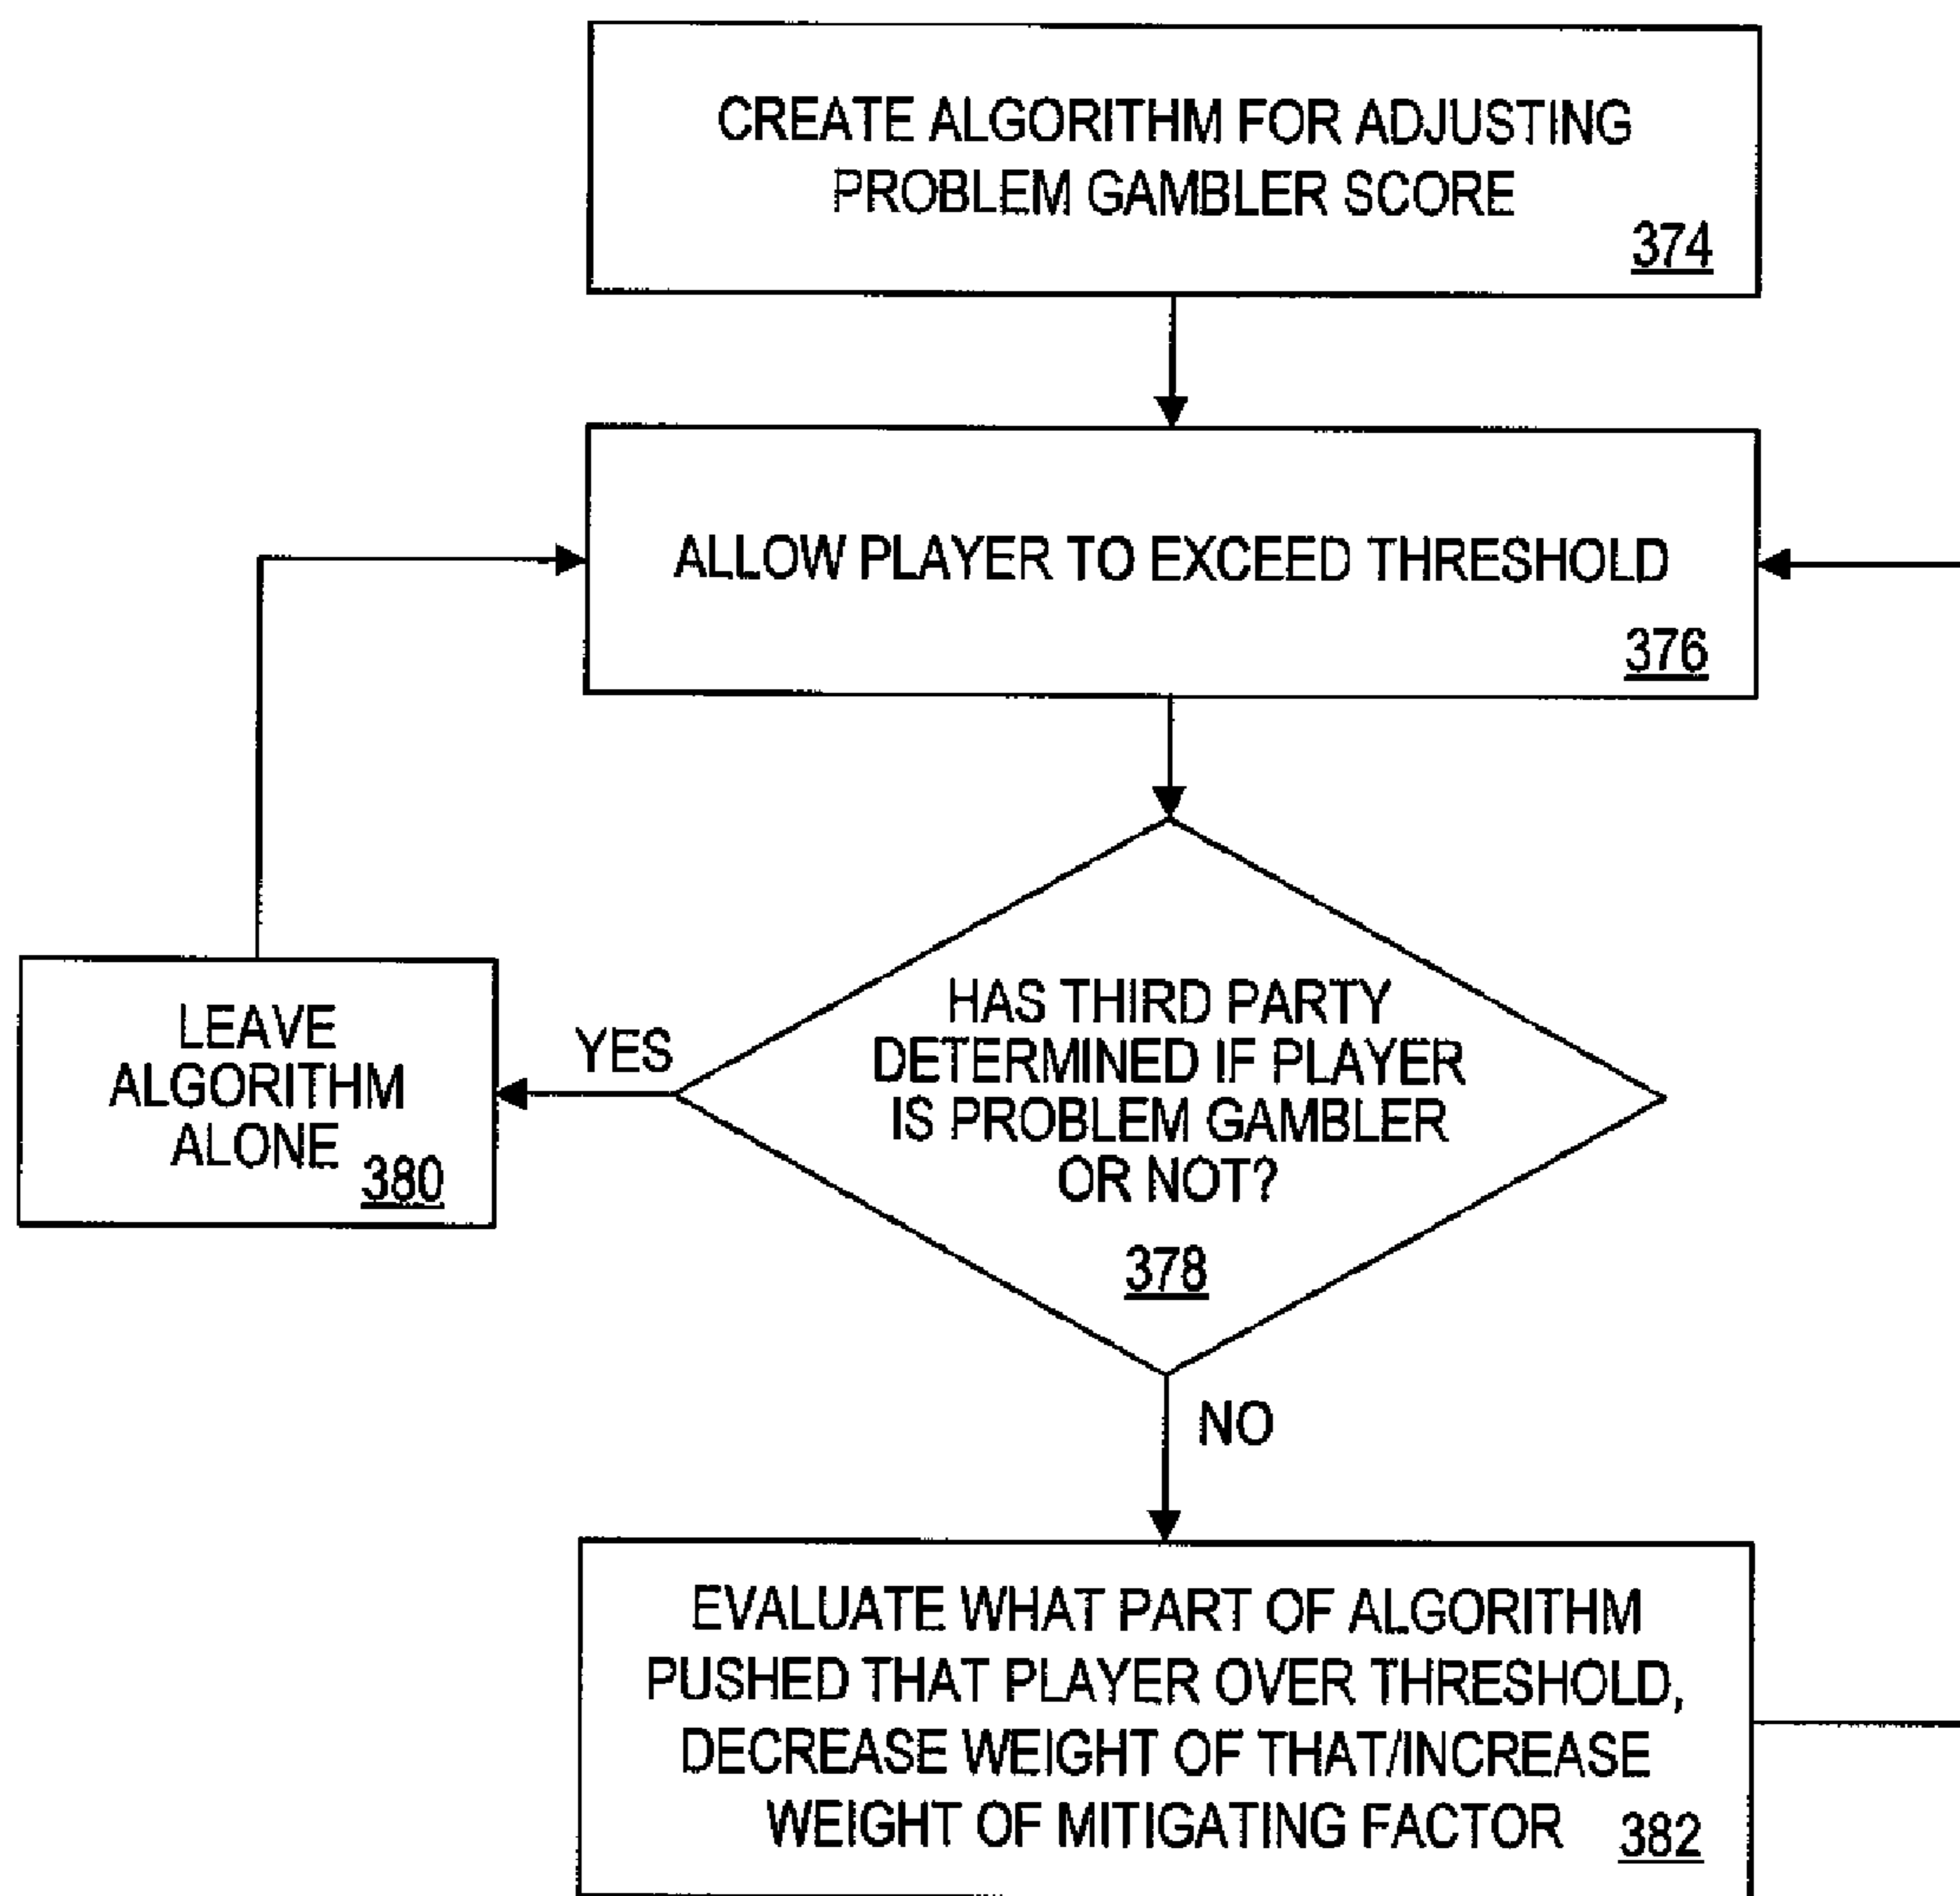 CREATE ALGORITHM FOR ADJUSTING
PROBLEM GAMBLER SCORE
374
ALLOW PLAYER TO EXCEED THRESHOLD
376
HAS THIRD PARTY
DETERMINED IF PLAYER
IS PROBLEM GAMBLER
OR NOT?
378
YES
LEAVE
ALGORITHM
ALONE
380
NO
EVALUATE WHAT PART OF ALGORITHM
PUSHED THAT PLAYER OVER THRESHOLD,
DECREASE WEIGHT OF THAT/INCREASE
WEIGHT OF MITIGATING FACTOR
382